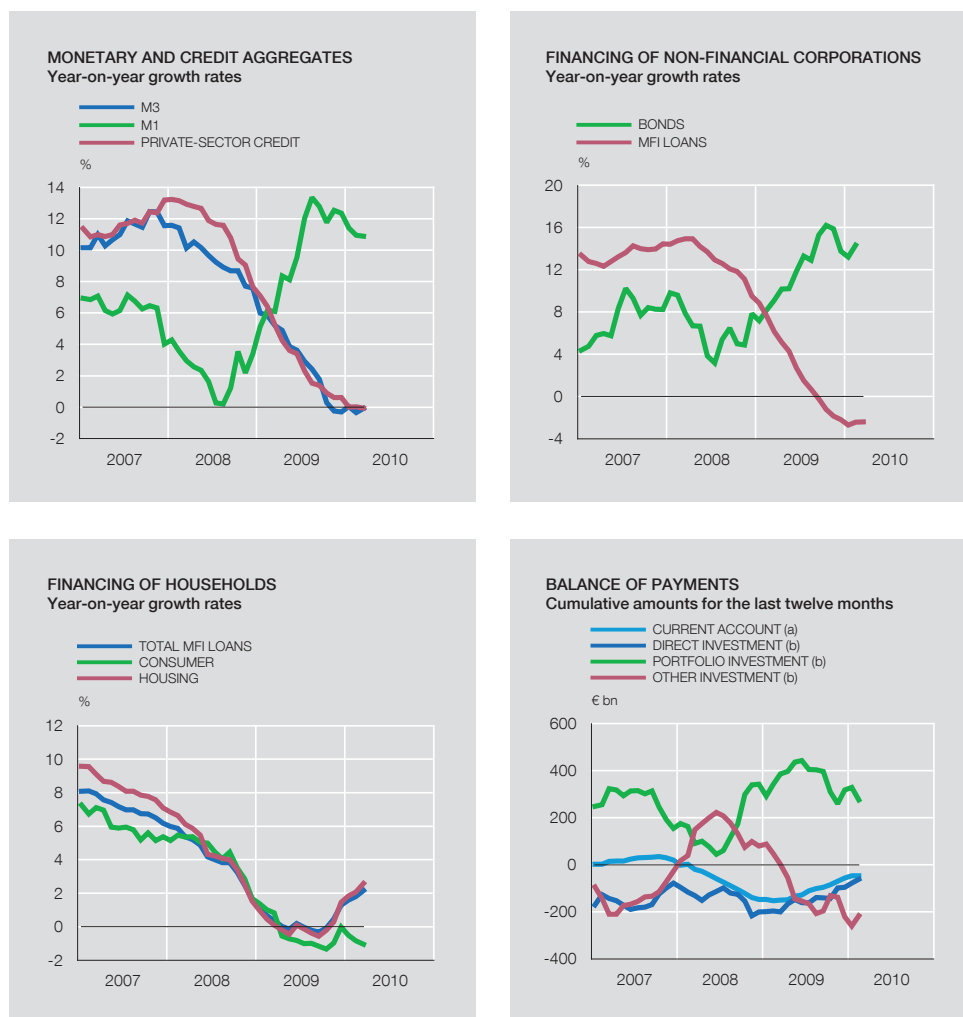 MONETARY AND CREDIT AGGREGATES
Year-on-year growth rates
M3
M1
PRIVATE-SECTOR CREDIT
%
14
12
10
8
6
4
2
0
-2
2007 2008 2009 2010
FINANCING OF NON-FINANCIAL CORPORATIONS
Year-on-year growth rates
BONDS
MFI LOANS
%
20
16
12
8
4
0
-4
2007 2008 2009 2010
FINANCING OF HOUSEHOLDS
Year-on-year growth rates
TOTAL MFI LOANS
CONSUMER
HOUSING
%
12
10
8
6
4
2
0
-2
2007 2008 2009 2010
BALANCE OF PAYMENTS
Cumulative amounts for the last twelve months
CURRENT ACCOUNT (a)
DIRECT INVESTMENT (b)
PORTFOLIO INVESTMENT (b)
OTHER INVESTMENT (b)
€ bn
600
400
200
0
-200
-400
2007 2008 2009 2010